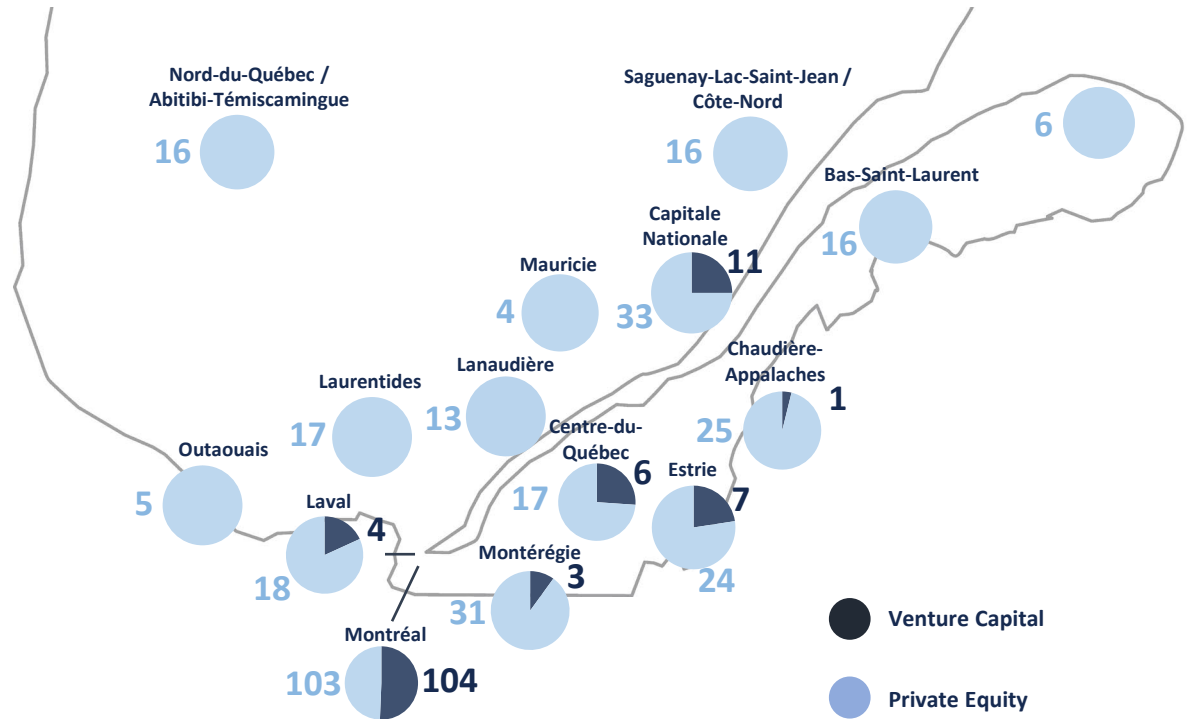 Nord-du-Québec /
Abitibi-Témiscamingue
16
Saguenay-Lac-Saint-Jean /
Côte-Nord
16
6
Bas-Saint-Laurent
16
Capitale
Nationale
11
33
Mauricie
4
Chaudière-
Appalaches
1
25
Lanaudière
13
Laurentides
17
Centre-du-
Québec
6
17
Estrie
7
24
Outaouais
5
Laval
4
18
Montérégie
3
31
Montréal
103
104
Venture Capital
Private Equity